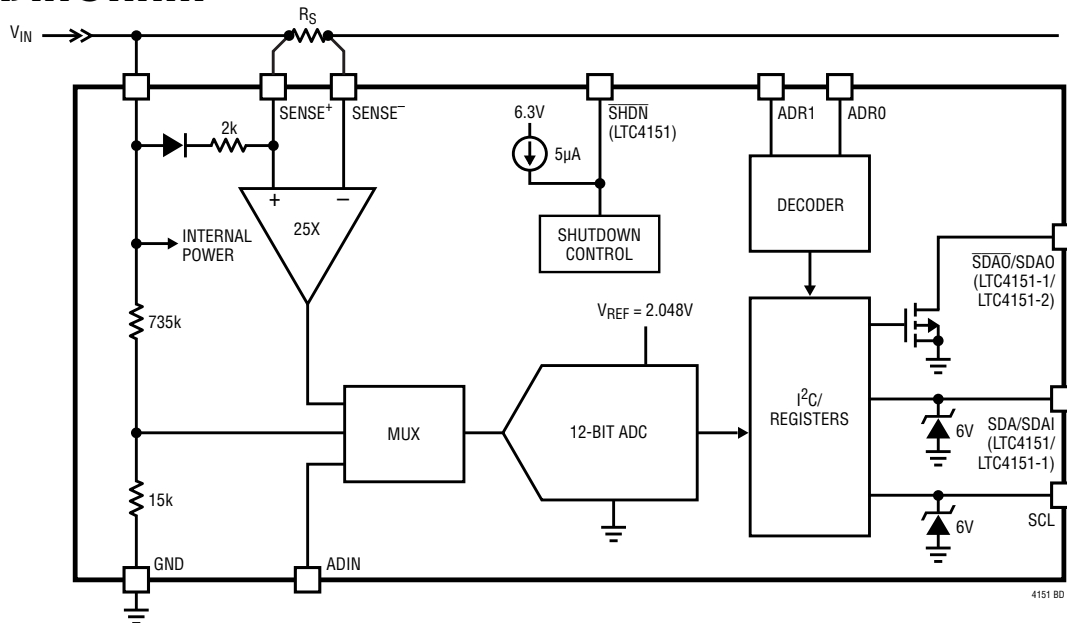 RS
VIN
SENSE+
SENSE−
2k
6.3V
5µA
SHDN
(LTC4151)
ADR1
ADR0
+
−
25X
INTERNAL
POWER
SHUTDOWN
CONTROL
DECODER
SDAO/SDAO
(LTC4151-1/
LTC4151-2)
735k
VREF = 2.048V
MUX
12-BIT ADC
I2C/
REGISTERS
6V
SDA/SDAI
(LTC4151/
LTC4151-1)
15k
6V
SCL
GND
ADIN
4151 BD